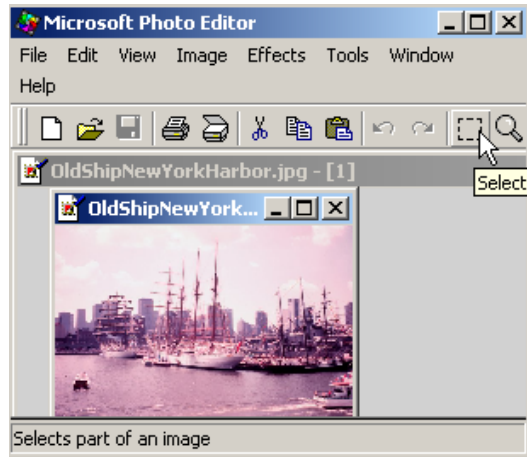 Microsoft Photo Editor
File Edit View Image Effects Tools Window
Help
OldShipNewYorkHarbor.jpg - [1]
Select
OldShipNewYork...
Selects part of an image